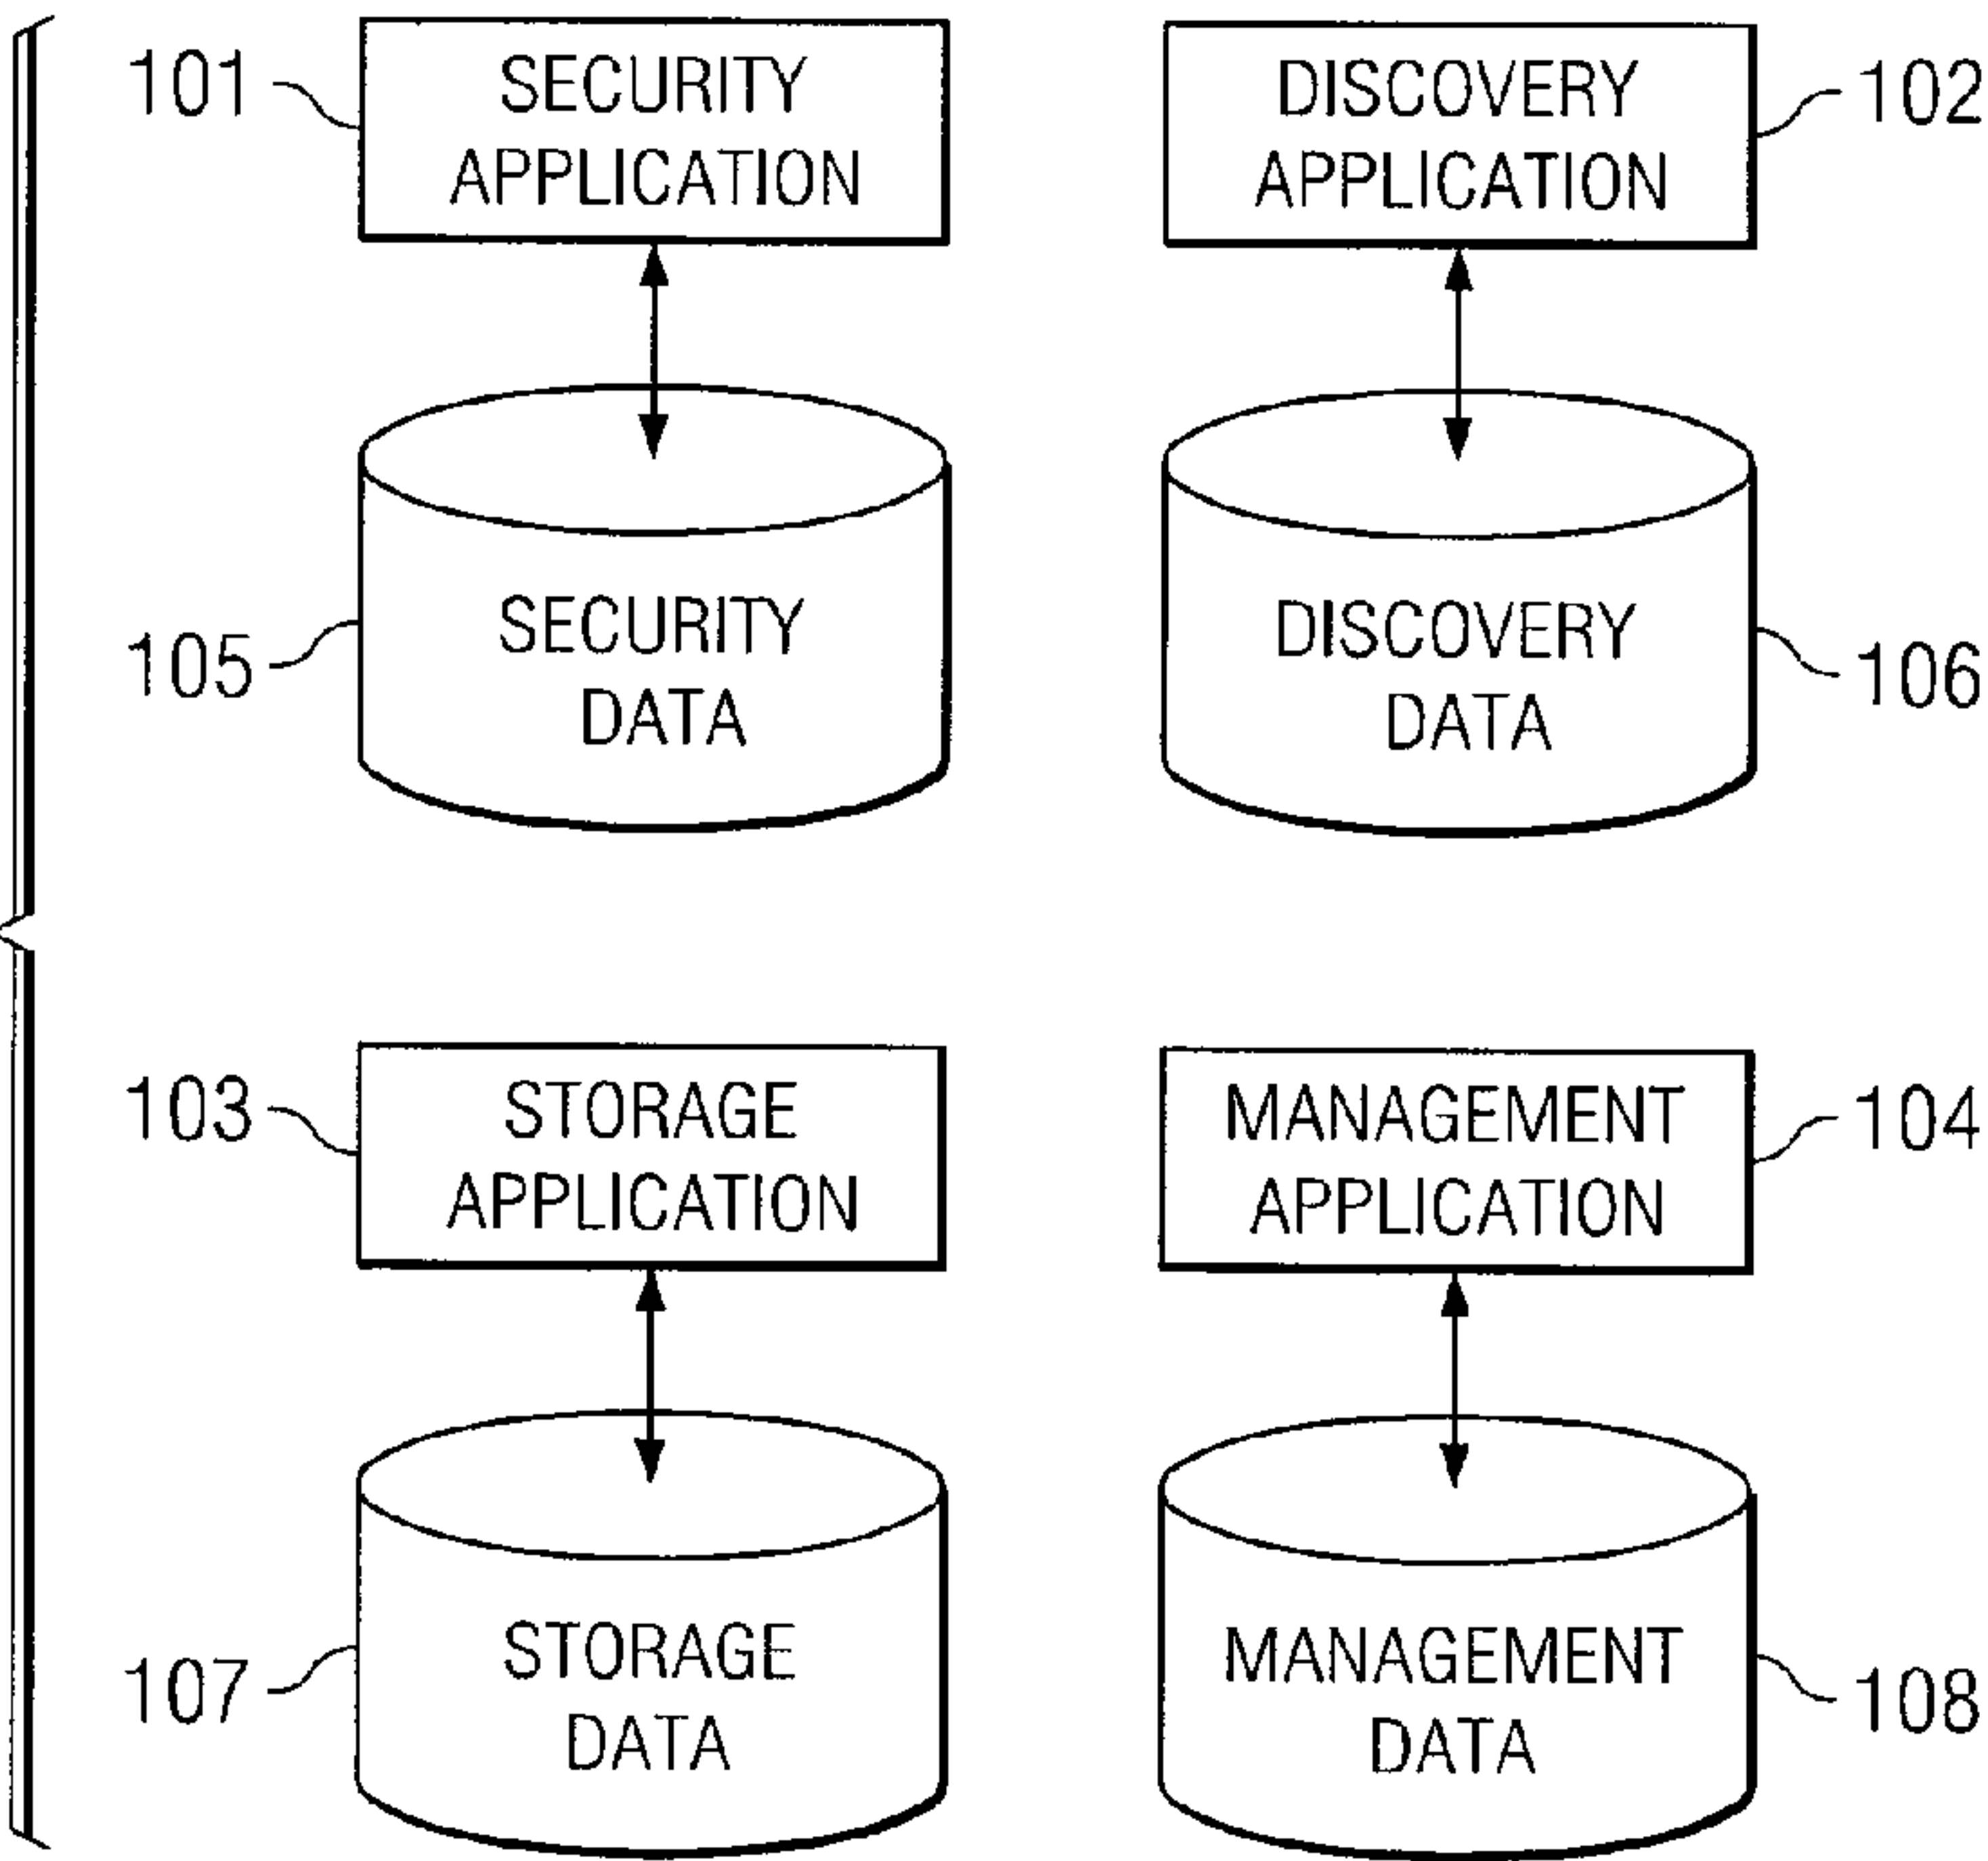 101
SECURITY
APPLICATION
DISCOVERY
APPLICATION
102
105
SECURITY
DATA
DISCOVERY
DATA
106
103
STORAGE
APPLICATION
MANAGEMENT
APPLICATION
104
107
STORAGE
DATA
MANAGEMENT
DATA
108